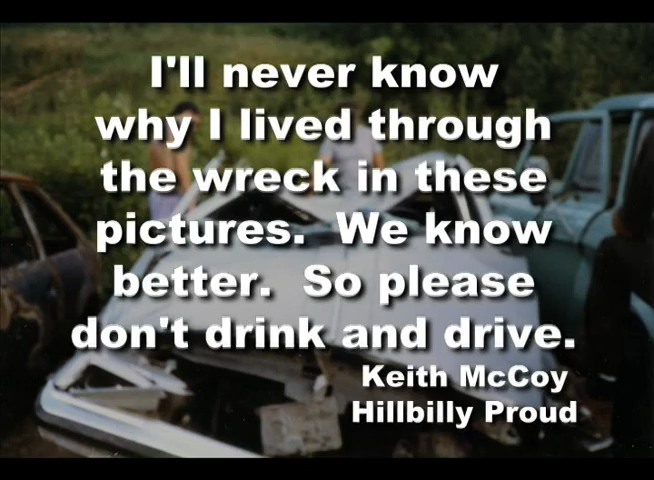 I'll never know
why I lived through
the wreck in these
pictures.  We know
better.  So please
don't drink and drive.
Keith McCoy
Hillbilly Proud